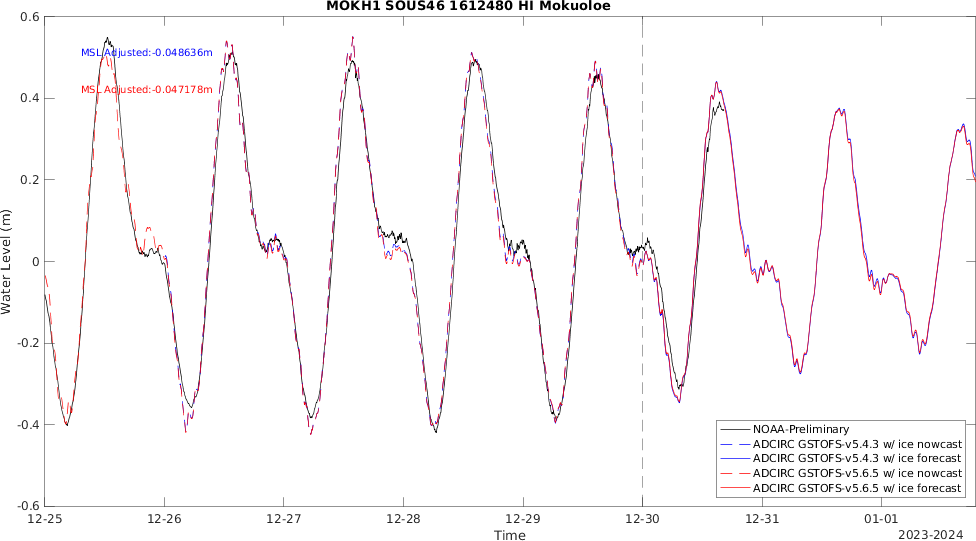 MOKH1 SOUS46 1612480 HI Mokuoloe
0.6
MSL Adjusted:-0.048636m
MSL Adjusted:-0.047178m
0.4
0.2
0
-0.2
-0.4
-0.6
Water Level (m)
NOAA-Preliminary
ADCIRC GSTOFS-v5.4.3 w/ ice nowcast
ADCIRC GSTOFS-v5.4.3 w/ ice forecast
ADCIRC GSTOFS-v5.6.5 w/ ice nowcast
ADCIRC GSTOFS-v5.6.5 w/ ice forecast
12-25 12-26 12-27 12-28 12-29 12-30 12-31 01-01
Time
2023-2024